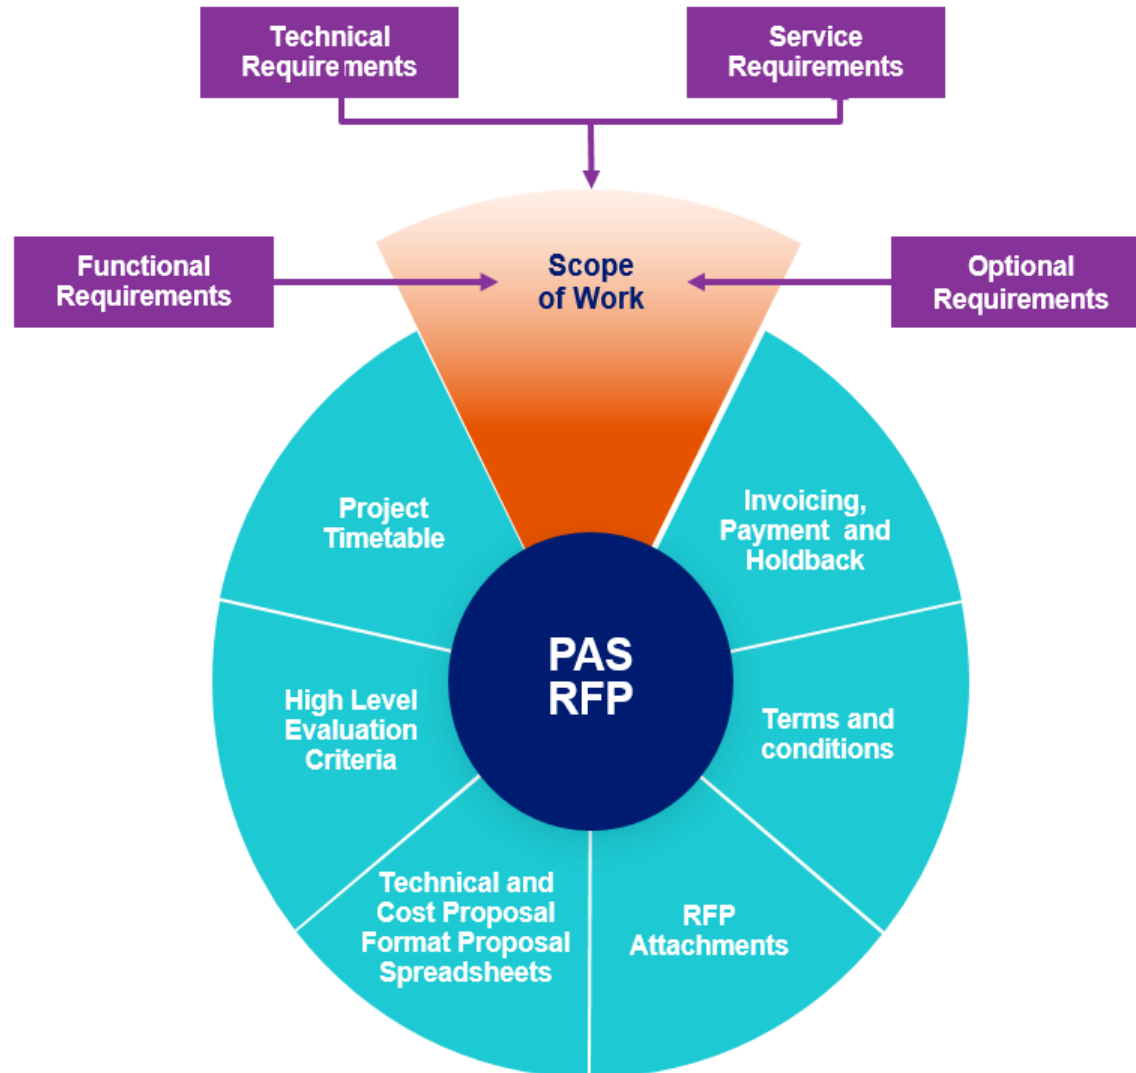 Technical
Requirements
Service
Requirements
Functional
Requirements
Scope
of Work
Optional
Requirements
Project
Timetable
Invoicing,
Payment and
Holdback
PAS
RFP
High Level
Evaluation
Criteria
Terms and
conditions
Technical and
Cost Proposal
Format Proposal
Spreadsheets
RFP
Attachments